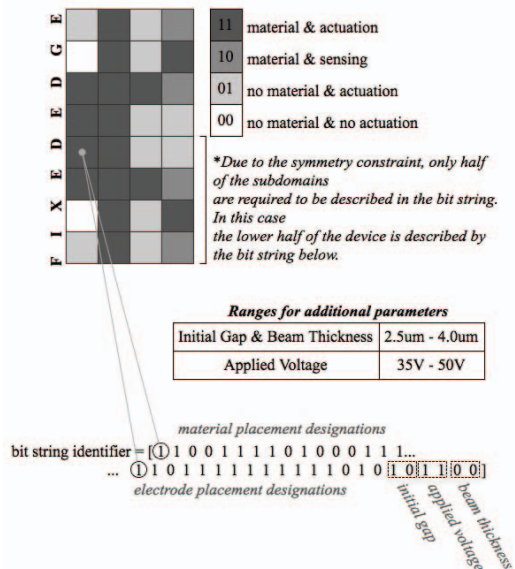 FIXED EDGE
11 material & actuation
10 material & sensing
01 no material & actuation
00 no material & no actuation
*Due to the symmetry constraint, only half
of the subdomains
are required to be described in the bit string.
In this case
the lower half of the device is described by
the bit string below.
Ranges for additional parameters
Initial Gap & Beam Thickness 2.5um - 4.0um
Applied Voltage 35V - 50V
material placement designations
bit string identifier = [1 1 0 0 1 1 1 1 0 1 0 0 0 1 1 1...
... 1 1 0 1 1 1 1 1 1 1 1 1 1 0 1 0 1 0 1 1 0 0 ]
electrode placement designations
initial gap
applied voltage
beam thickness